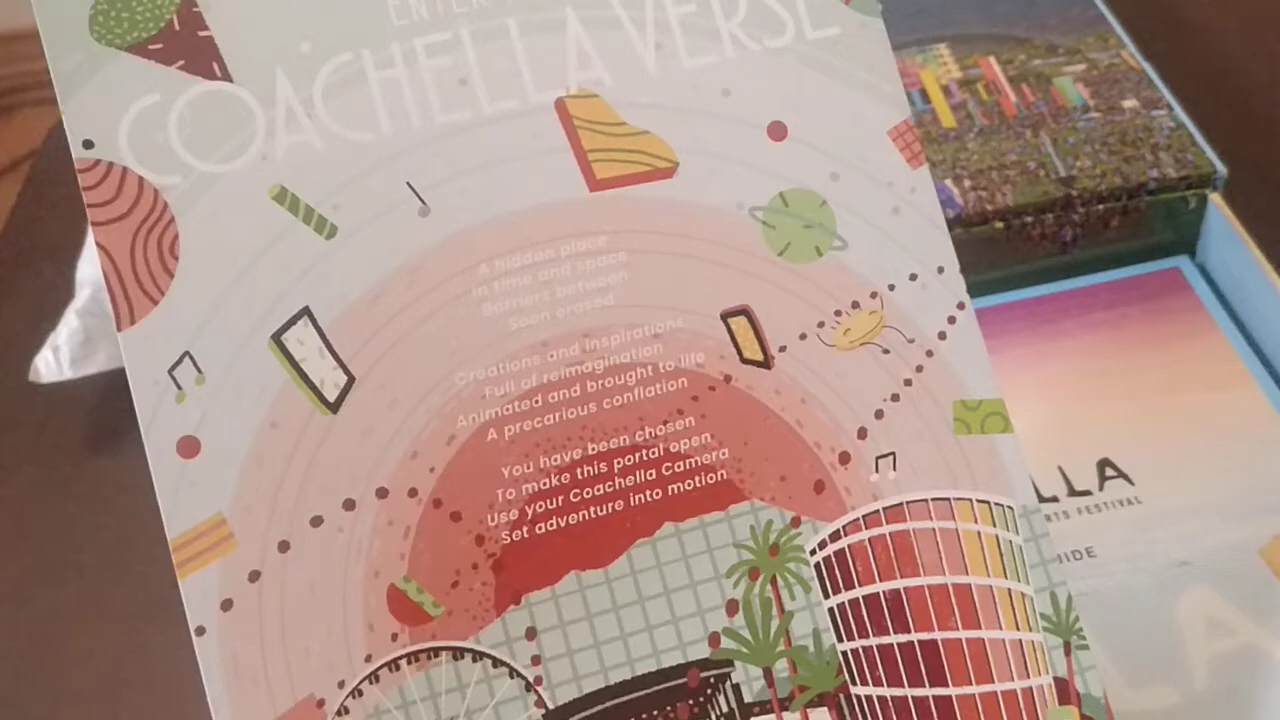 ENTER
COACHELLAVERSE
A hidden place
In time and space
Barriers between
Soon erased
Creations and inspirations
Full of reimagination
Animated and brought to life
A precarious conflation
You have been chosen
To make this portal open
Use your Coachella Camera
Set adventure into motion
LLA
RTS FESTIVAL
IIDE
LA